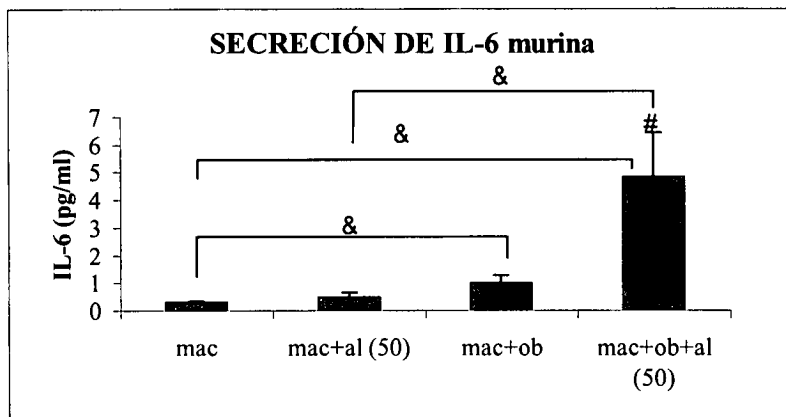 SECRECIÓN DE IL-6 murina
&
#
&
&
IL-6 (pg/ml)
7
6
5
4
3
2
1
0
mac
mac+al (50)
mac+ob
mac+ob+al
(50)